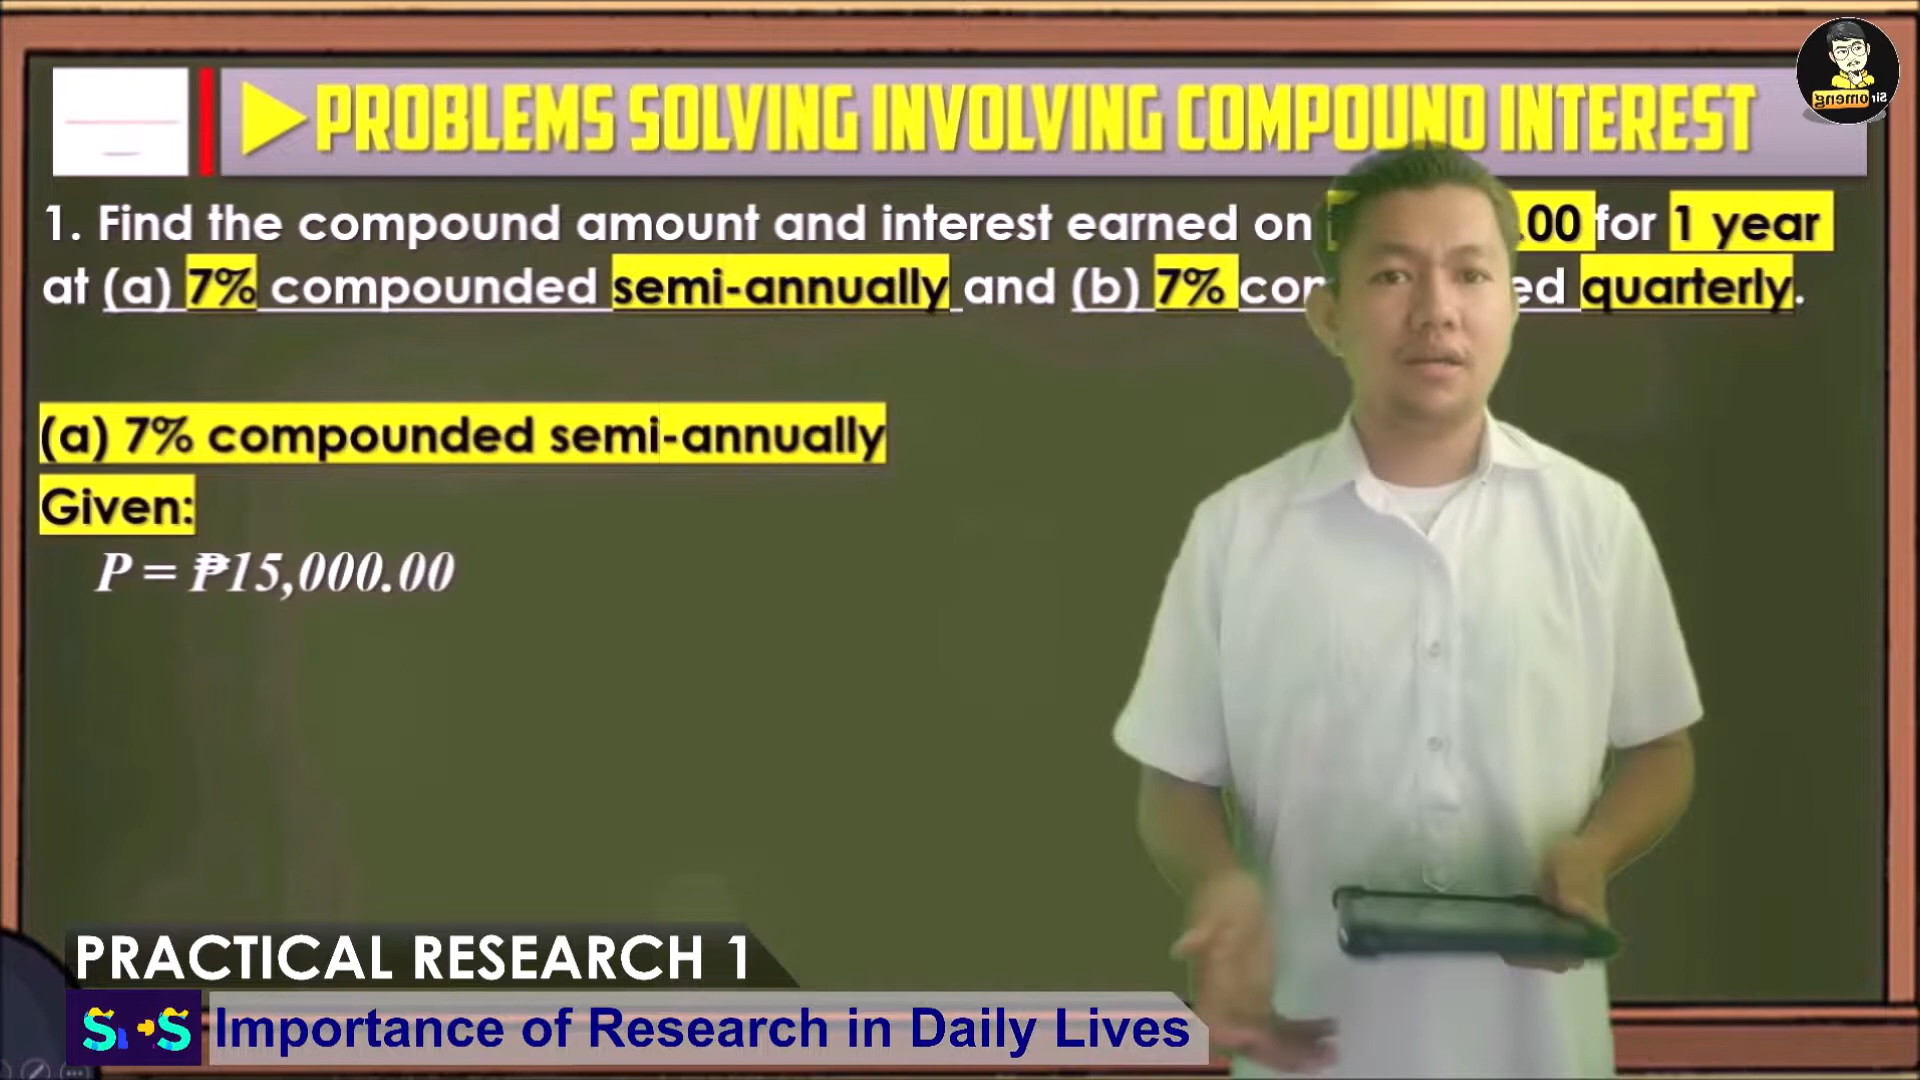 PROBLEMS SOLVING INVOLVING COMPOUND INTEREST
1. Find the compound amount and interest earned on .00 for 1 year
at (a) 7% compounded semi-annually and (b) 7% quarterly.
(a) 7% compounded semi-annually
Given:
P = ₱15,000.00
PRACTICAL RESEARCH 1
Importance of Research in Daily Lives